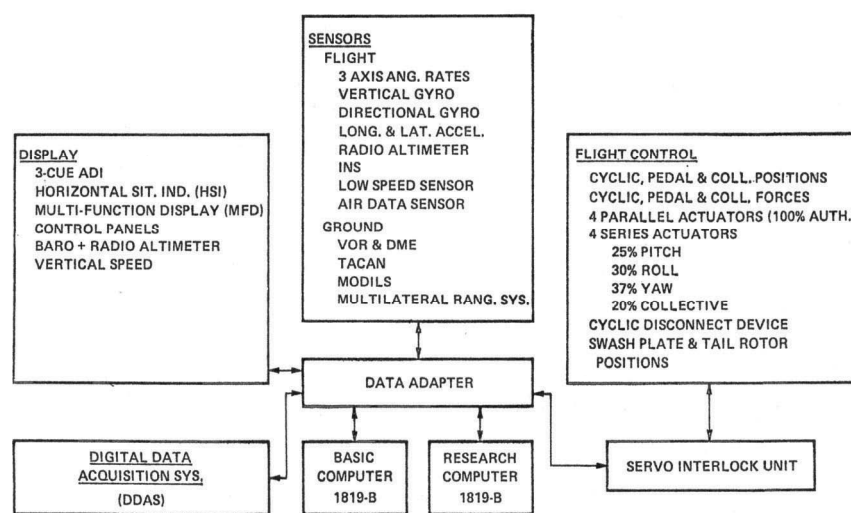 SENSORS
FLIGHT
3 AXIS ANG. RATES
VERTICAL GYRO
DIRECTIONAL GYRO
LONG. & LAT. ACCEL.
RADIO ALTIMETER
INS
LOW SPEED SENSOR
AIR DATA SENSOR
GROUND
VOR & DME
TACAN
MODILS
MULTILATERAL RANG. SYS.
DISPLAY
3-CUE ADI
HORIZONTAL SIT. IND. (HSI)
MULTI-FUNCTION DISPLAY (MFD)
CONTROL PANELS
BARO + RADIO ALTIMETER
VERTICAL SPEED
FLIGHT CONTROL
CYCLIC, PEDAL & COLL. POSITIONS
CYCLIC, PEDAL & COLL. FORCES
4 PARALLEL ACTUATORS (100% AUTH.
4 SERIES ACTUATORS
25% PITCH
30% ROLL
37% YAW
20% COLLECTIVE
CYCLIC DISCONNECT DEVICE
SWASH PLATE & TAIL ROTOR
POSITIONS
DATA ADAPTER
DIGITAL DATA
ACQUISITION SYS.
(DDAS)
BASIC
COMPUTER
1819-B
RESEARCH
COMPUTER
1819-B
SERVO INTERLOCK UNIT